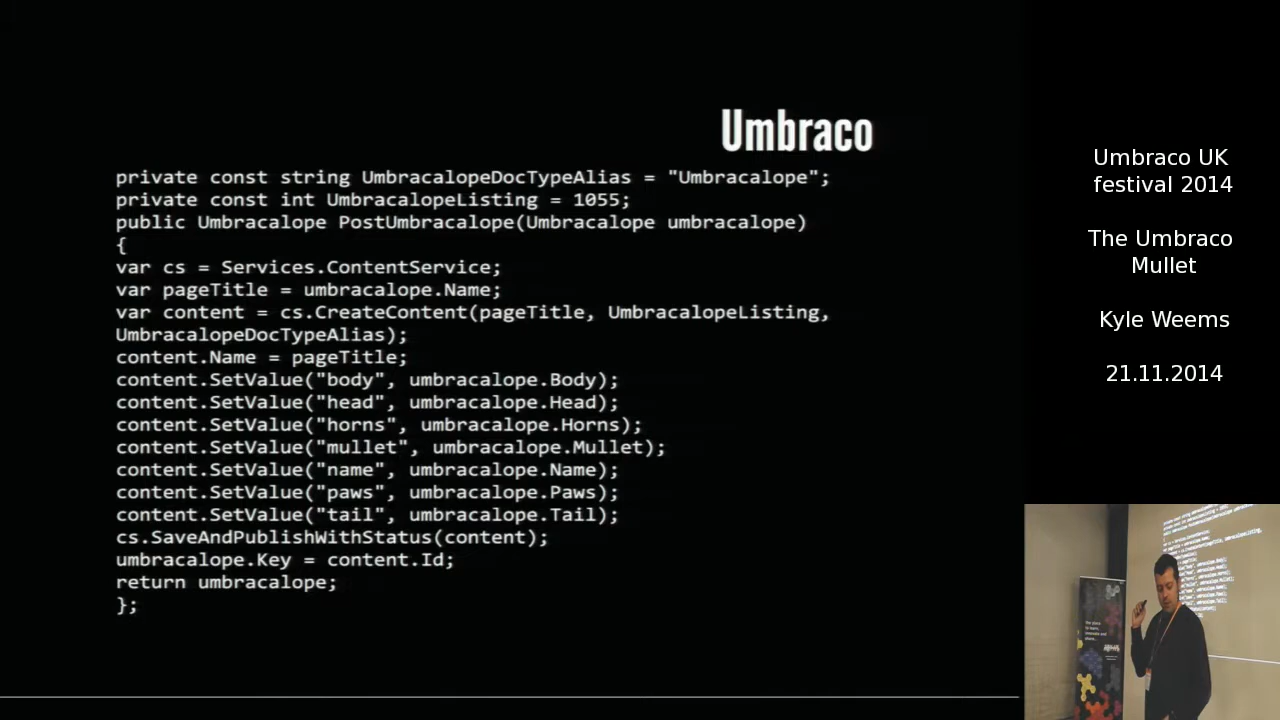 Umbraco
private const string UmbracalopeDocTypeAlias = "Umbracalope";
private const int UmbracalopeListing = 1055;
public Umbracalope PostUmbracalope(Umbracalope umbracalope)
{
var cs = Services.ContentService;
var pageTitle = umbracalope.Name;
var content = cs.CreateContent(pageTitle, UmbracalopeListing,
UmbracalopeDocTypeAlias);
content.Name = pageTitle;
content.SetValue("body", umbracalope.Body);
content.SetValue("head", umbracalope.Head);
content.SetValue("horns", umbracalope.Horns);
content.SetValue("mullet", umbracalope.Mullet);
content.SetValue("name", umbracalope.Name);
content.SetValue("paws", umbracalope.Paws);
content.SetValue("tail", umbracalope.Tail);
cs.SaveAndPublishWithStatus(content);
umbracalope.Key = content.Id;
return umbracalope;
};
Umbraco UK
festival 2014
The Umbraco
Mullet
Kyle Weems
21.11.2014